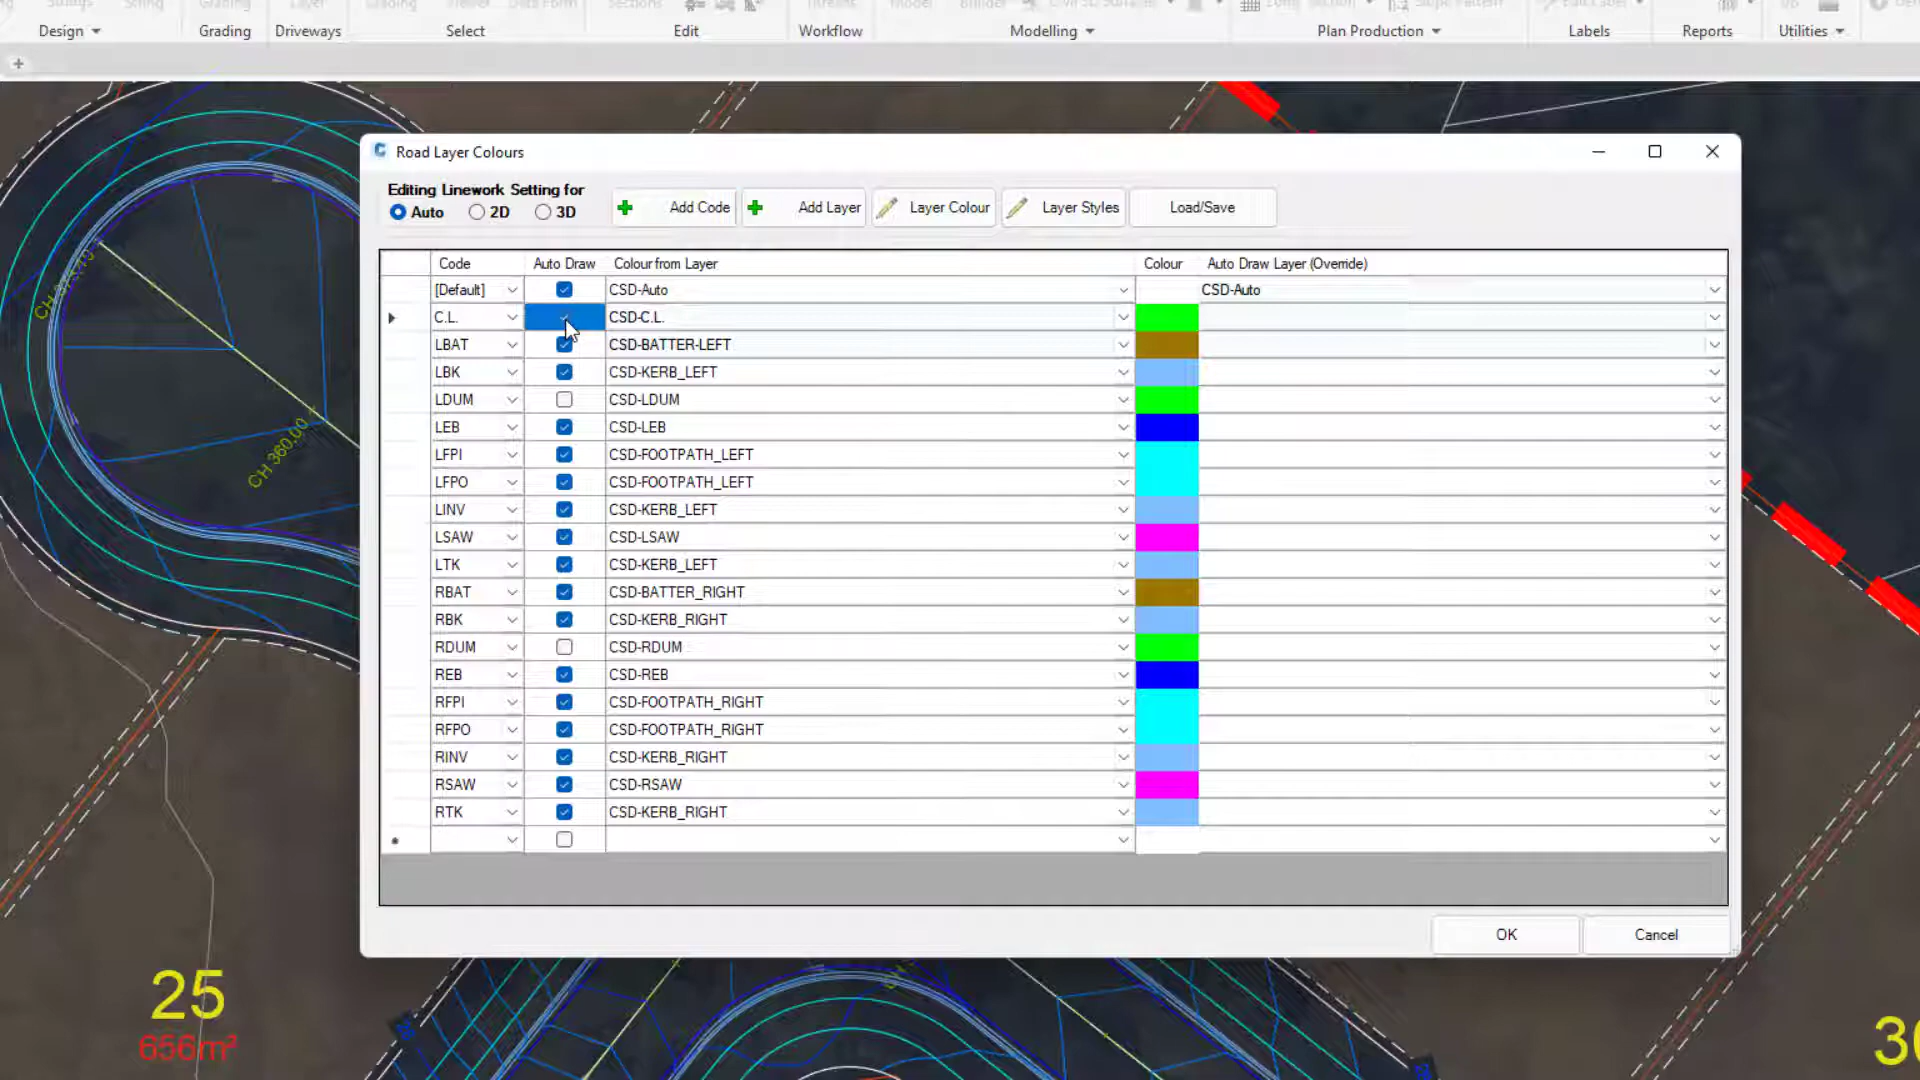 Design
Grading
Driveways
Select
Edit
Workflow
Modelling
Plan Production
Labels
Reports
Utilities
Road Layer Colours
Editing Linework Setting for
Auto 2D 3D
Add Code
Add Layer
Layer Colour
Layer Styles
Load/Save
Code Auto Draw Colour from Layer Colour Auto Draw Layer (Override)
[Default] CSD-Auto CSD-Auto
C.L. CSD-C.L.
LBAT CSD-BATTER-LEFT
LBK CSD-KERB_LEFT
LDUM CSD-LDUM
LEB CSD-LEB
LFPI CSD-FOOTPATH_LEFT
LFPO CSD-FOOTPATH_LEFT
LINV CSD-KERB_LEFT
LSAW CSD-LSAW
LTK CSD-KERB_LEFT
RBAT CSD-BATTER_RIGHT
RBK CSD-KERB_RIGHT
RDUM CSD-RDUM
REB CSD-REB
RFPI CSD-FOOTPATH_RIGHT
RFPO CSD-FOOTPATH_RIGHT
RINV CSD-KERB_RIGHT
RSAW CSD-RSAW
RTK CSD-KERB_RIGHT
OK
Cancel
CH 360.00
25
656m²